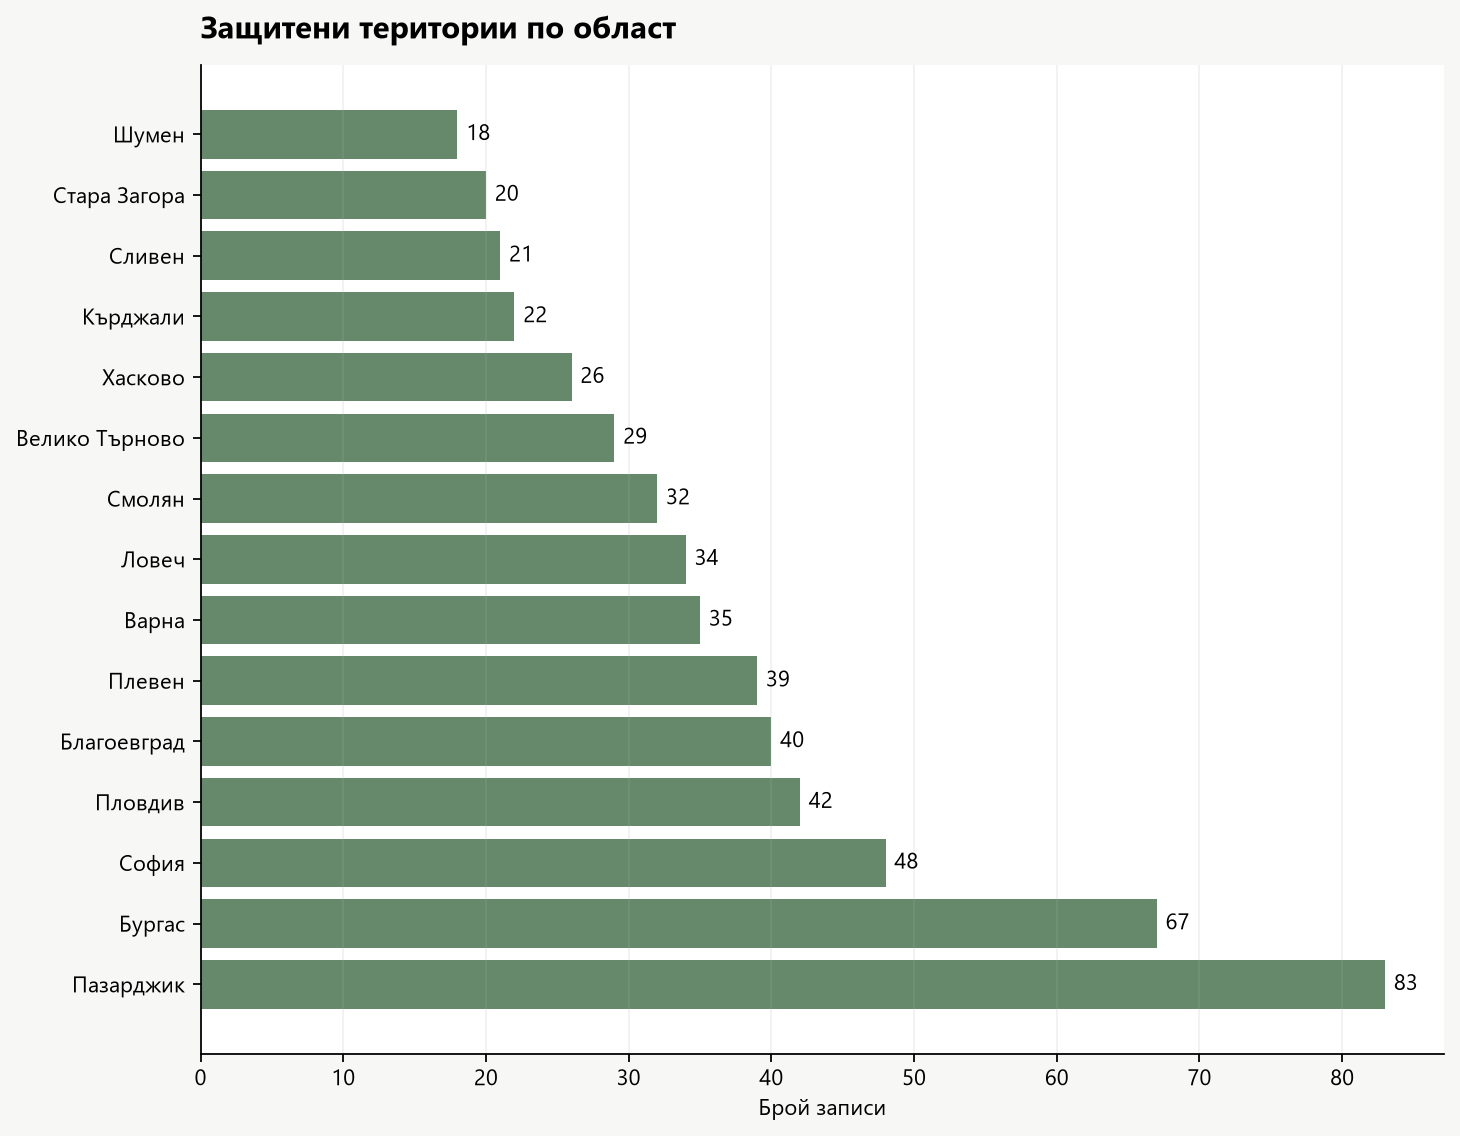 Защитени територии по област
Шумен 18
Стара Загора 20
Сливен 21
Кърджали 22
Хасково 26
Велико Търново 29
Смолян 32
Ловеч 34
Варна 35
Плевен 39
Благоевград 40
Пловдив 42
София 48
Бургас 67
Пазарджик 83
0 10 20 30 40 50 60 70 80
Брой записи